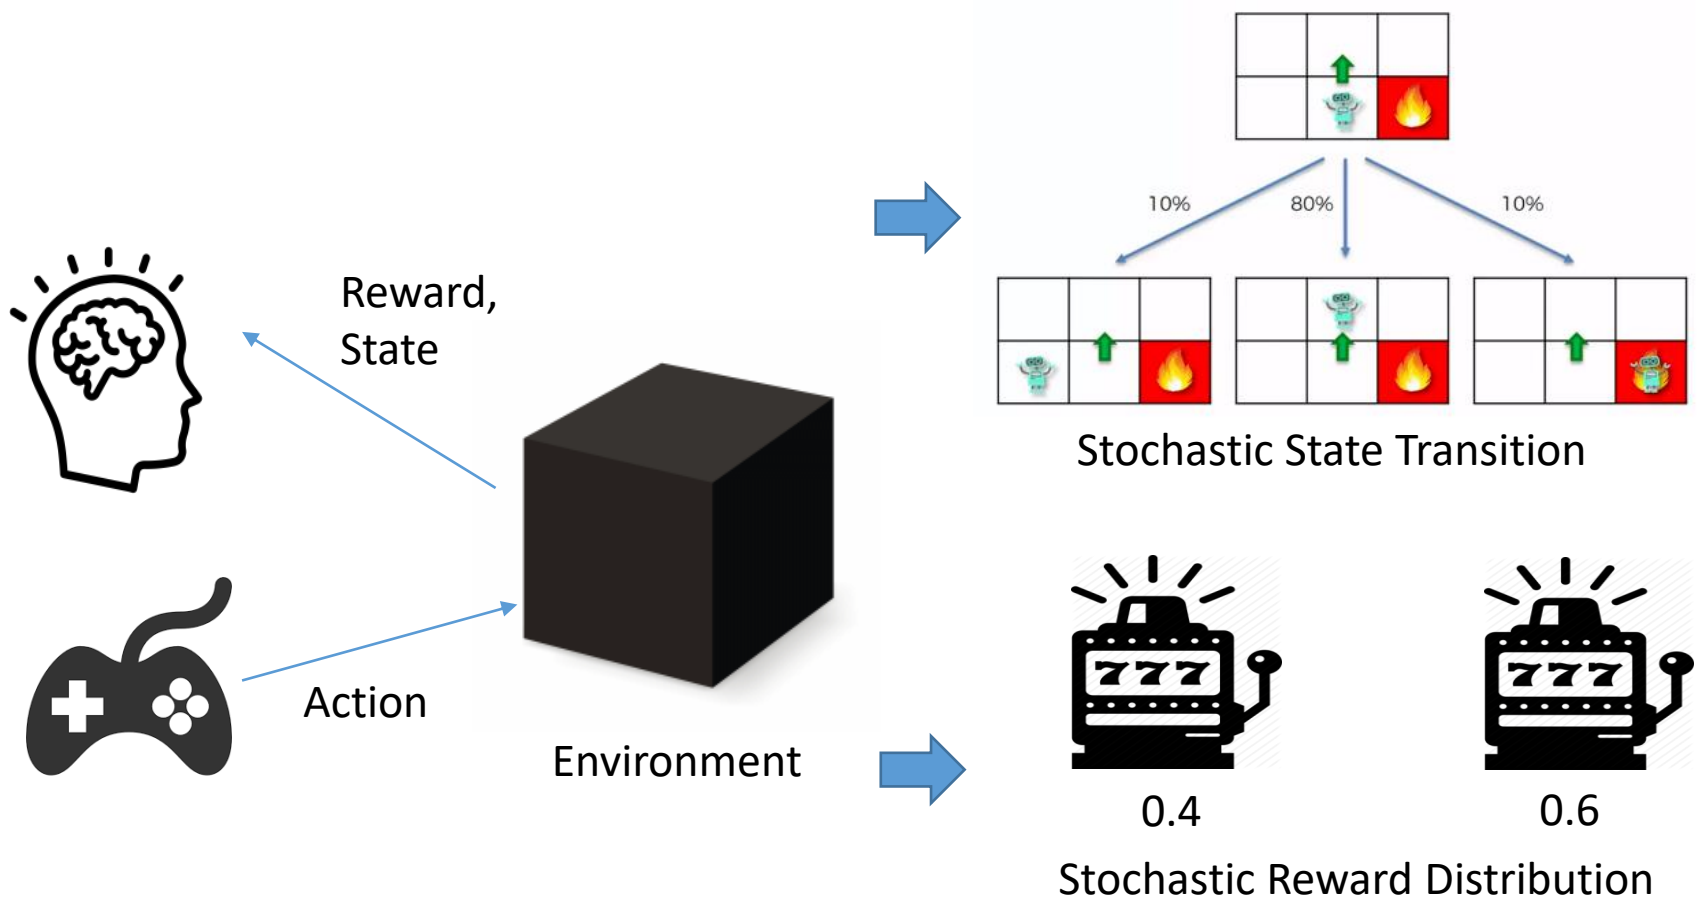 10%
80%
10%
Reward,
State
Stochastic State Transition
Action
Environment
777
777
0.4
0.6
Stochastic Reward Distribution